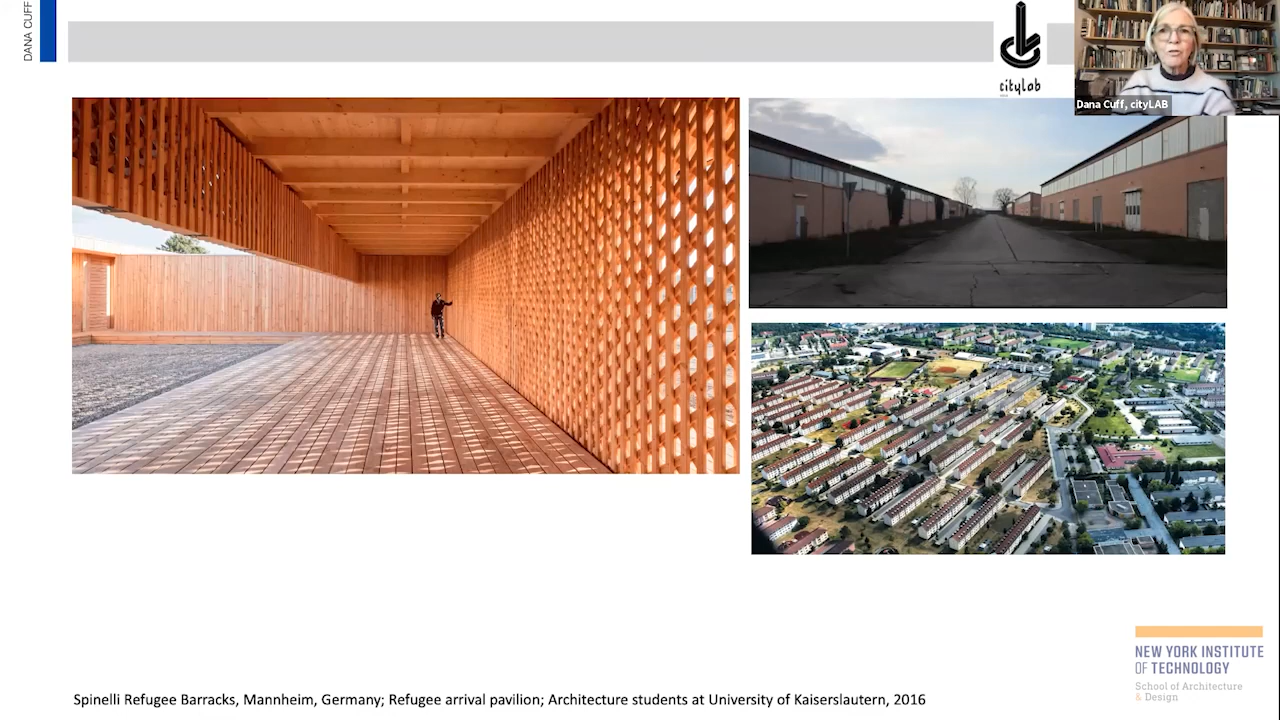 DANA CUFF
citylab
Dana Cuff, cityLAB
NEW YORK INSTITUTE
OF TECHNOLOGY
School of Architecture
& Design
Spinelli Refugee Barracks, Mannheim, Germany; Refugee arrival pavilion; Architecture students at University of Kaiserslautern, 2016